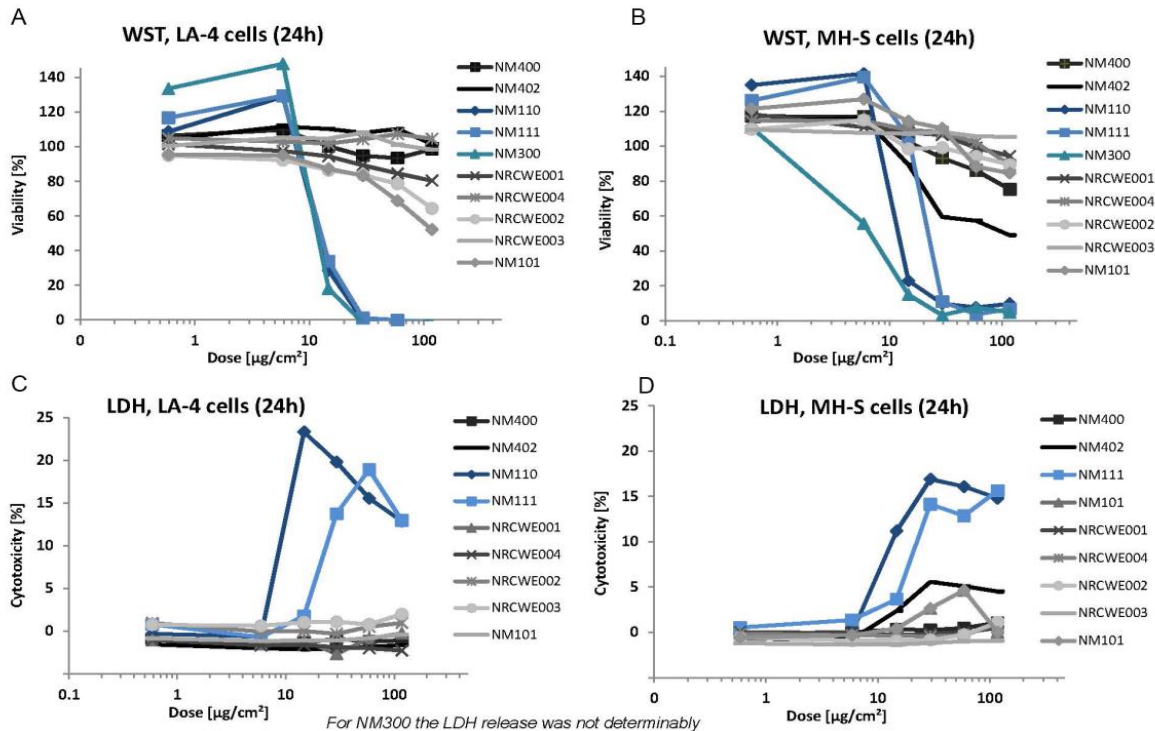 A
WST, LA-4 cells (24h)
Viability [%]
160
140
120
100
80
60
40
20
0
0
1
10
100
Dose [µg/cm²]
NM400
NM402
NM110
NM111
NM300
NRCWE001
NRCWE004
NRCWE002
NRCWE003
NM101
B
WST, MH-S cells (24h)
Viability [%]
140
120
100
80
60
40
20
0
0
1
10
100
Dose [µg/cm²]
NM400
NM402
NM110
NM111
NM300
NRCWE001
NRCWE004
NRCWE002
NRCWE003
NM101
C
LDH, LA-4 cells (24h)
Cytotoxicity [%]
25
20
15
10
5
0
0.1
1
10
100
Dose [µg/cm²]
NM400
NM402
NM110
NM111
NRCWE001
NRCWE004
NRCWE002
NRCWE003
NM101
D
LDH, MH-S cells (24h)
Cytotoxicity [%]
25
20
15
10
5
0
0
1
10
100
Dose [µg/cm²]
NM400
NM402
NM111
NM101
NRCWE001
NRCWE004
NRCWE002
NRCWE003
NM101
For NM300 the LDH release was not determinably